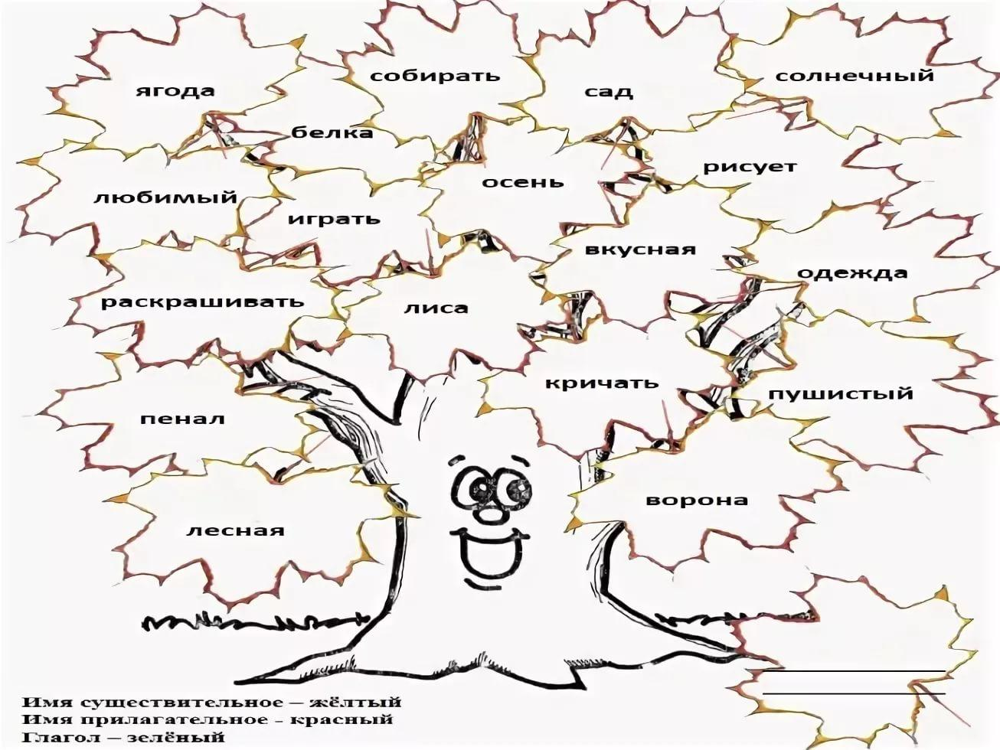 ягода
собирать
сад
солнечный
белка
любимый
играть
осень
рисует
вкусная
одежда
раскрашивать
лиса
кричать
пушистый
пенал
лесная
ворона
Имя существительное – жёлтый
Имя прилагательное - красный
Глагол – зелёный